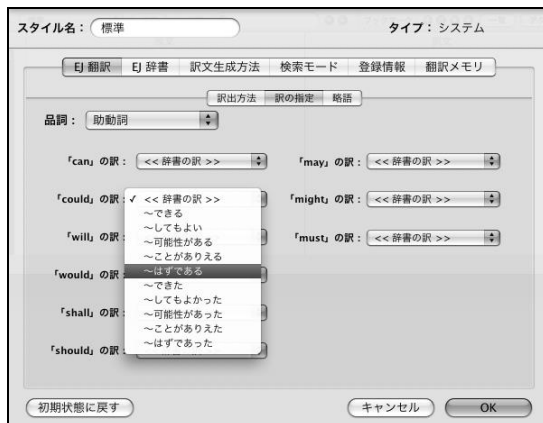 スタイル名： 標準
タイプ：システム
EJ 翻訳 EJ 辞書 訳文生成方法 検索モード 登録情報 翻訳メモリ
訳出方法 訳の指定 略語
品詞： 助動詞
「can」の訳： << 辞書の訳 >>
「may」の訳： << 辞書の訳 >>
「could」の訳： ✓ << 辞書の訳 >>
「might」の訳： << 辞書の訳 >>
～できる
～してもよい
「will」の訳： ～可能性がある
「must」の訳： << 辞書の訳 >>
～ことがありえる
「would」の訳： ～はずである
～できた
～してもよかった
「shall」の訳： ～可能性があった
～ことがありえた
「should」の訳： ～はずであった
初期状態に戻す
キャンセル OK